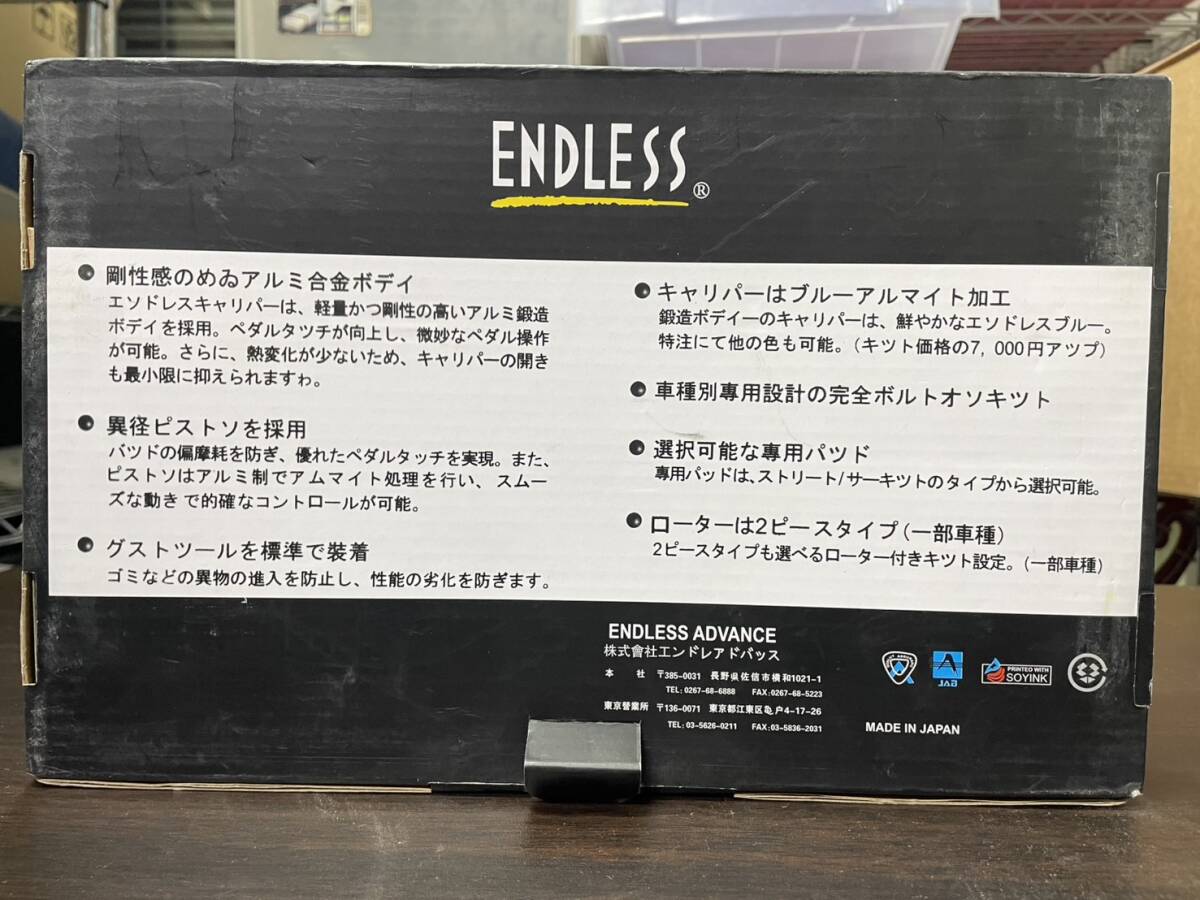 ENDLESS®
● 剛性感のめゐアルミ合金ボデイ
エソドレスキャリパーは、軽量かつ剛性の高いアルミ鍛造
ボデイを採用。ペダルタツチが向上し、微妙なペダル操作
が可能。さらに、熱変化が少ないため、キャリパーの開き
も最小限に抑えられますゎ。
● 異径ピストソを採用
バツドの偏摩耗を防ぎ、優れたペダルタッチを実現。また、
ピストソはアルミ制でアムマイト処理を行い、スムー
ズな動きで的確なコントロールが可能。
● グストツールを標準で装着
ゴミなどの異物の進入を防止し、性能の劣化を防ぎます。
● キャリパーはブルーアルマイト加工
鍛造ボデイーのキャリパーは、鮮やかなエソドレスブルー。
特注にて他の色も可能。（キツト価格の7，000円アツプ）
● 車種別専用設計の完全ボルトオソキツト
● 選択可能な専用パツド
専用パッドは、ストリート/サーキツトのタイプから選択可能。
● ローターは2ピースタイプ（一部車種）
2ピースタイプも選べるローター付きキツト設定。（一部車種）
ENDLESS ADVANCE
株式會社エンドレアドバッス
本 社 〒385-0031 長野県佐信市横和1021-1
TEL: 0267-68-6888 FAX:0267-68-5223
東京營業所 〒136-0071 東京都江東区亀戸4-17-26
TEL: 03-5626-0211 FAX:03-5836-2031
JAB
PRINTED WITH
SOYINK
MADE IN JAPAN